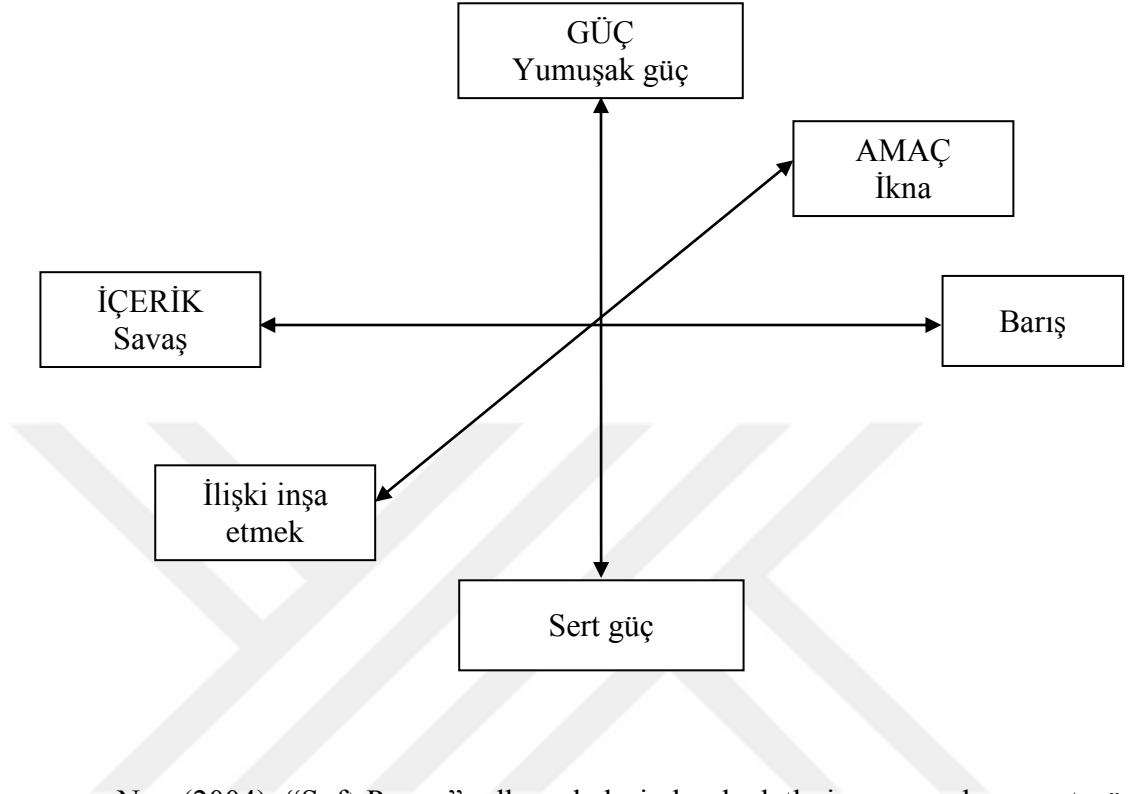 GÜÇ
Yumuşak güç
AMAÇ
İkna
İÇERİK
Savaş
Barış
İlişki inşa
etmek
Sert güç